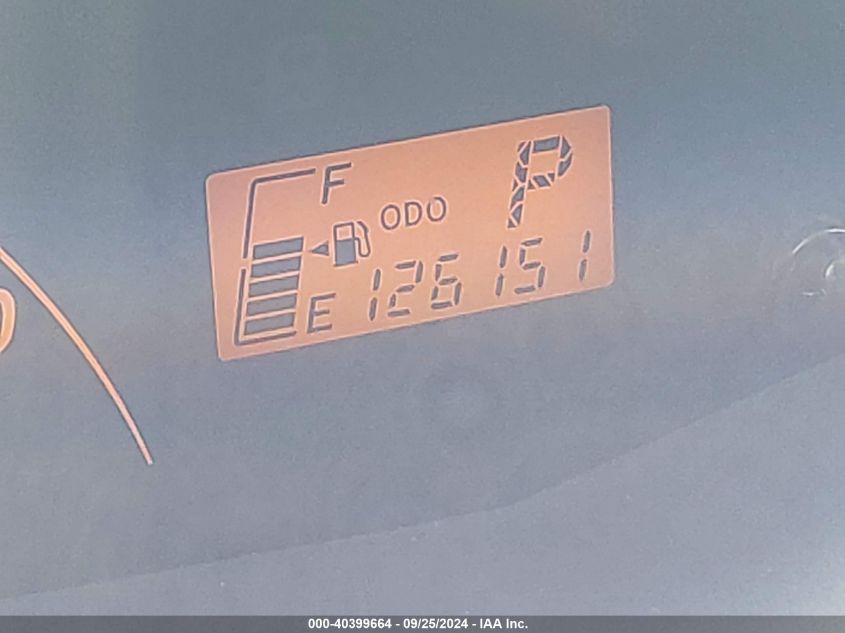 F P
ODO
E 126151
000-40399664 - 09/25/2024 - IAA Inc.